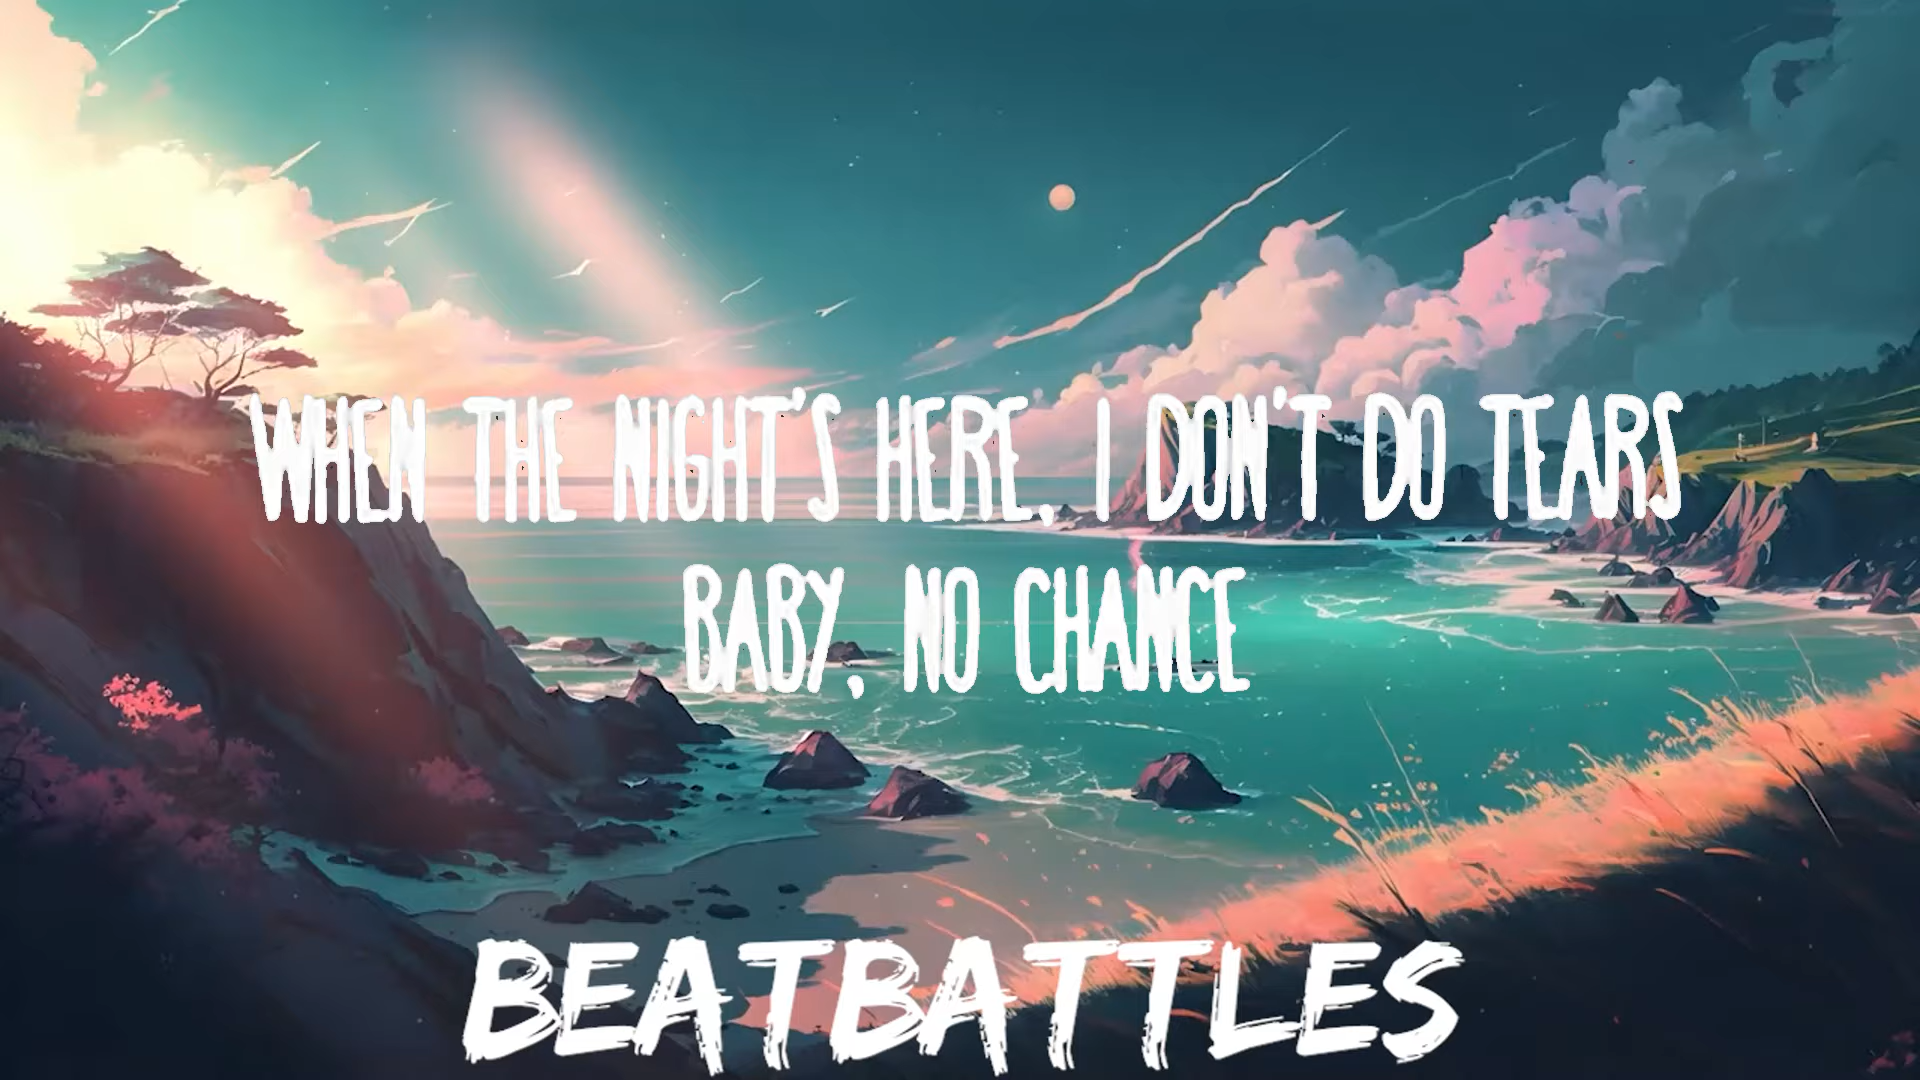 WHEN THE NIGHT'S HERE, I DON'T DO TEARS
BABY, NO CHANCE
BEATBATTLES